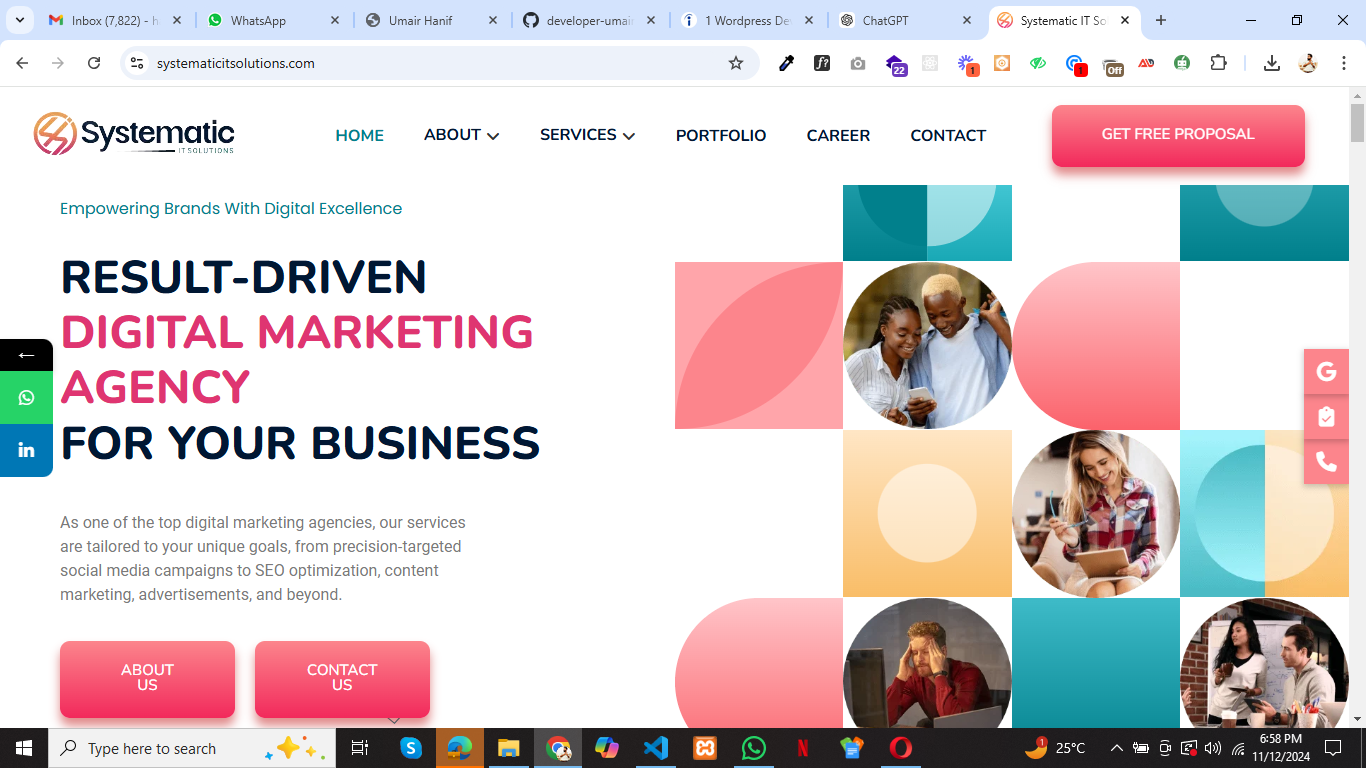 Inbox (7,822) - h
WhatsApp
Umair Hanif
developer-umair
1 Wordpress De
ChatGPT
Systematic IT So
systematicitsolutions.com
f?
22
1
1
Off
Systematic
IT SOLUTIONS
HOME
ABOUT
SERVICES
PORTFOLIO
CAREER
CONTACT
GET FREE PROPOSAL
Empowering Brands With Digital Excellence
RESULT-DRIVEN
DIGITAL MARKETING
AGENCY
FOR YOUR BUSINESS
in
G
As one of the top digital marketing agencies, our services
are tailored to your unique goals, from precision-targeted
social media campaigns to SEO optimization, content
marketing, advertisements, and beyond.
ABOUT
US
CONTACT
US
Type here to search
1
25°C
6:58 PM
11/12/2024